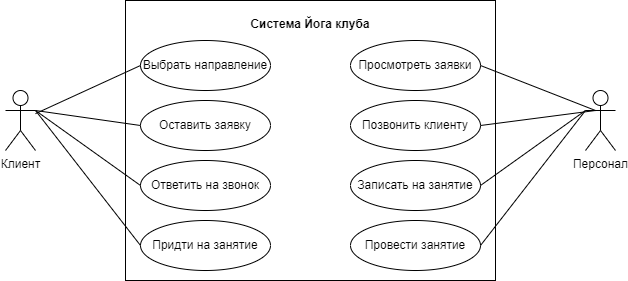 Система Йога клуба
Выбрать направление
Просмотреть заявки
Оставить заявку
Позвонить клиенту
Клиент
Персонал
Ответить на звонок
Записать на занятие
Придти на занятие
Провести занятие